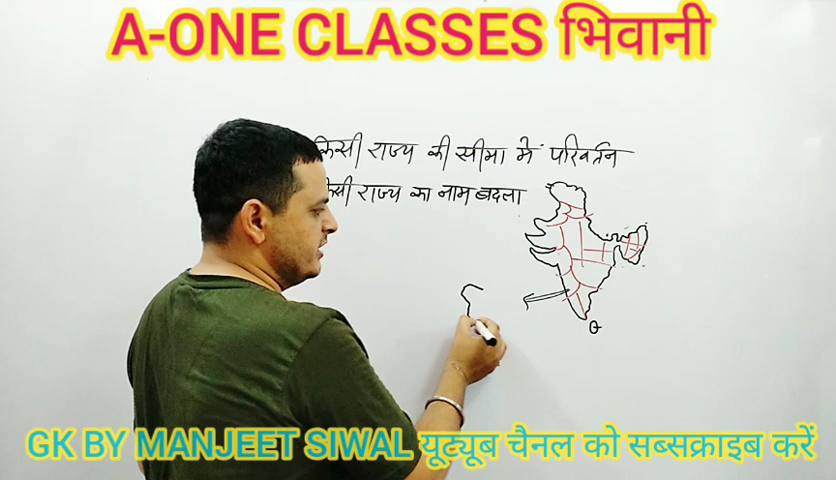 A-ONE CLASSES भिवानी
किसी राज्य की सीमा में परिवर्तन
राज्य का नाम बदला
GK BY MANJEET SIWAL यूट्यूब चैनल को सब्सक्राइब करें